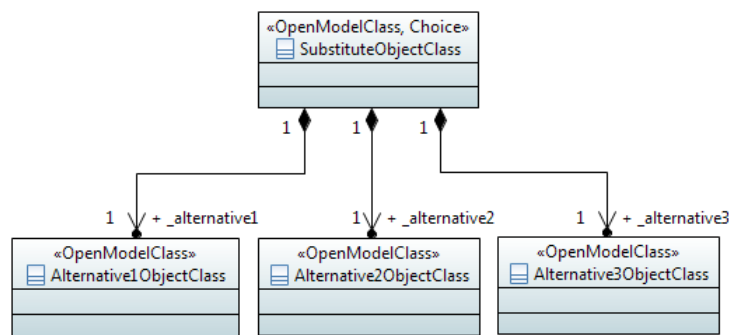 «OpenModelClass, Choice»
SubstituteObjectClass
1 1 1
1 + _alternative1 1 + _alternative2 1 + _alternative3
«OpenModelClass» «OpenModelClass» «OpenModelClass»
Alternative1ObjectClass Alternative2ObjectClass Alternative3ObjectClass